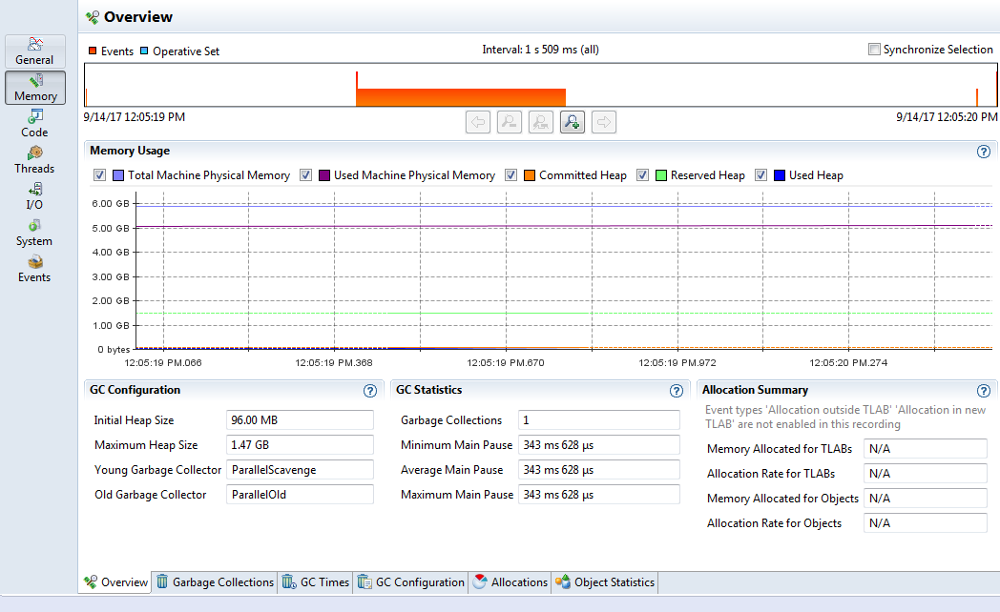 Overview
General
Memory
Code
Threads
I/O
System
Events
Events Operative Set Interval: 1 s 509 ms (all) Synchronize Selection
9/14/17 12:05:19 PM 9/14/17 12:05:20 PM
Memory Usage
Total Machine Physical Memory Used Machine Physical Memory Committed Heap Reserved Heap Used Heap
6.00 GB
5.00 GB
4.00 GB
3.00 GB
2.00 GB
1.00 GB
0 bytes
12:05:19 PM.066 12:05:19 PM.368 12:05:19 PM.670 12:05:19 PM.972 12:05:20 PM.274
GC Configuration
Initial Heap Size 96.00 MB
Maximum Heap Size 1.47 GB
Young Garbage Collector ParallelScavenge
Old Garbage Collector ParallelOld
GC Statistics
Garbage Collections 1
Minimum Main Pause 343 ms 628 µs
Average Main Pause 343 ms 628 µs
Maximum Main Pause 343 ms 628 µs
Allocation Summary
Event types 'Allocation outside TLAB' 'Allocation in new
TLAB' are not enabled in this recording
Memory Allocated for TLABs N/A
Allocation Rate for TLABs N/A
Memory Allocated for Objects N/A
Allocation Rate for Objects N/A
Overview Garbage Collections GC Times GC Configuration Allocations Object Statistics